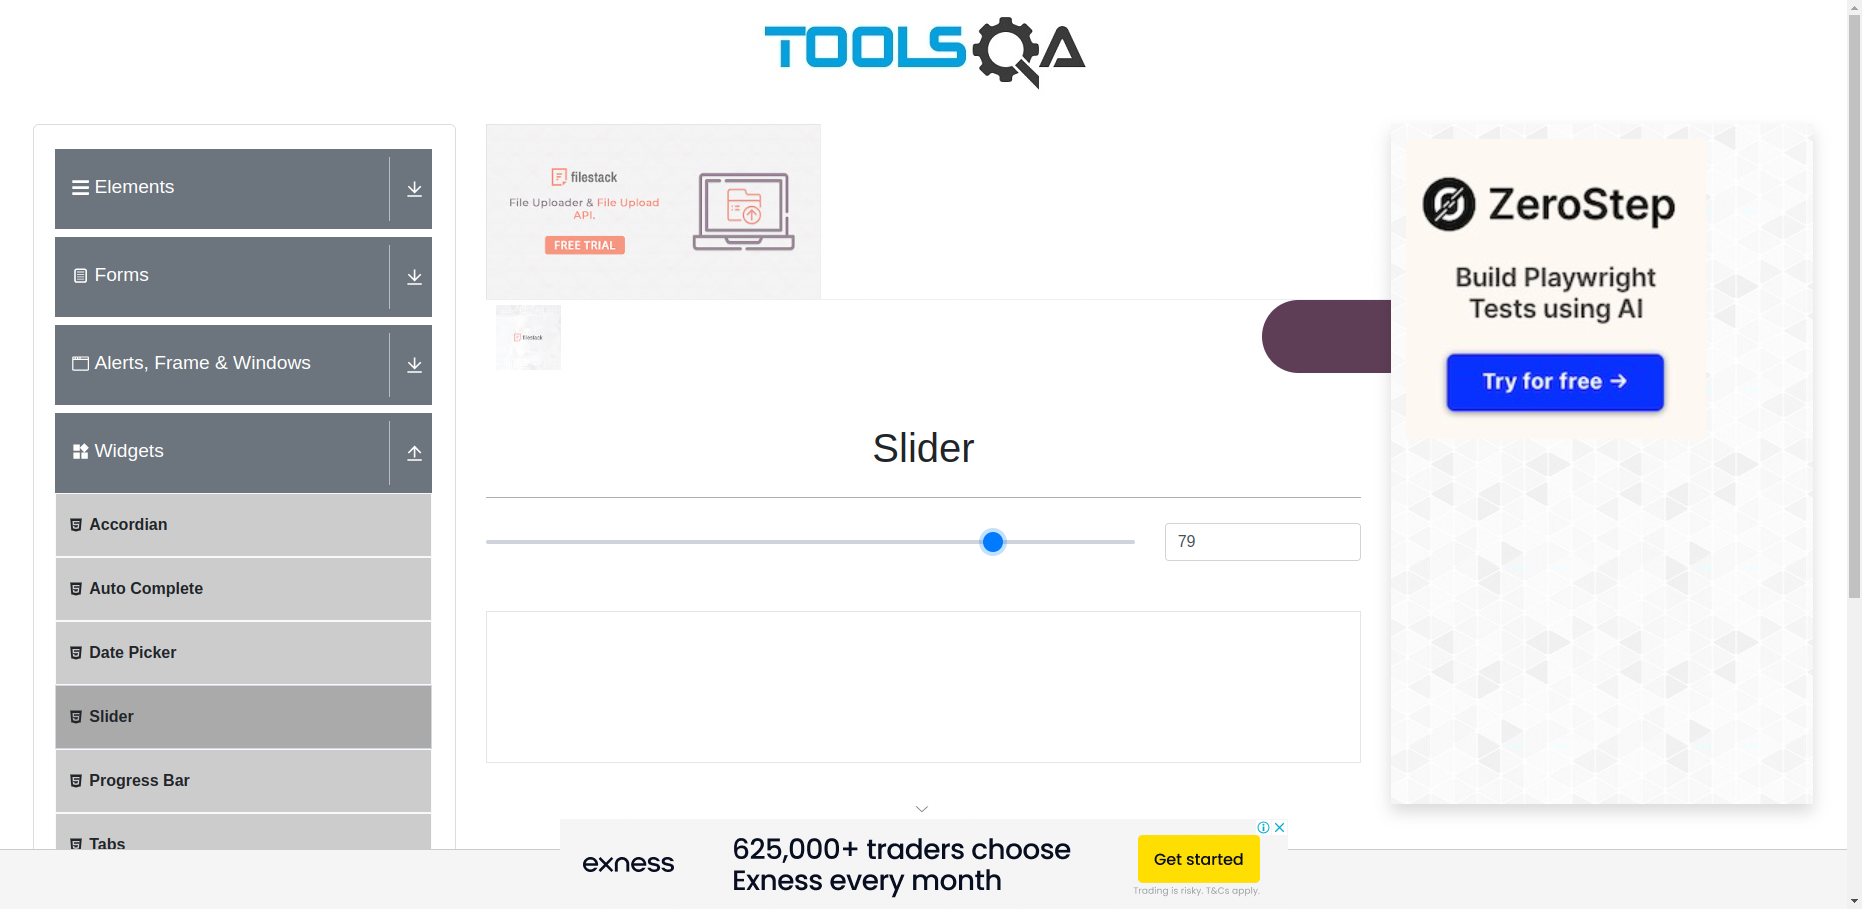 TOOLSQA
Elements
Forms
Alerts, Frame & Windows
Widgets
Accordian
Auto Complete
Date Picker
Slider
Progress Bar
Tabs
filestack
File Uploader & File Upload
API.
FREE TRIAL
filestack
Slider
79
ZeroStep
Build Playwright
Tests using AI
Try for free →
exness
625,000+ traders choose
Exness every month
Get started
Trading is risky. T&Cs apply.